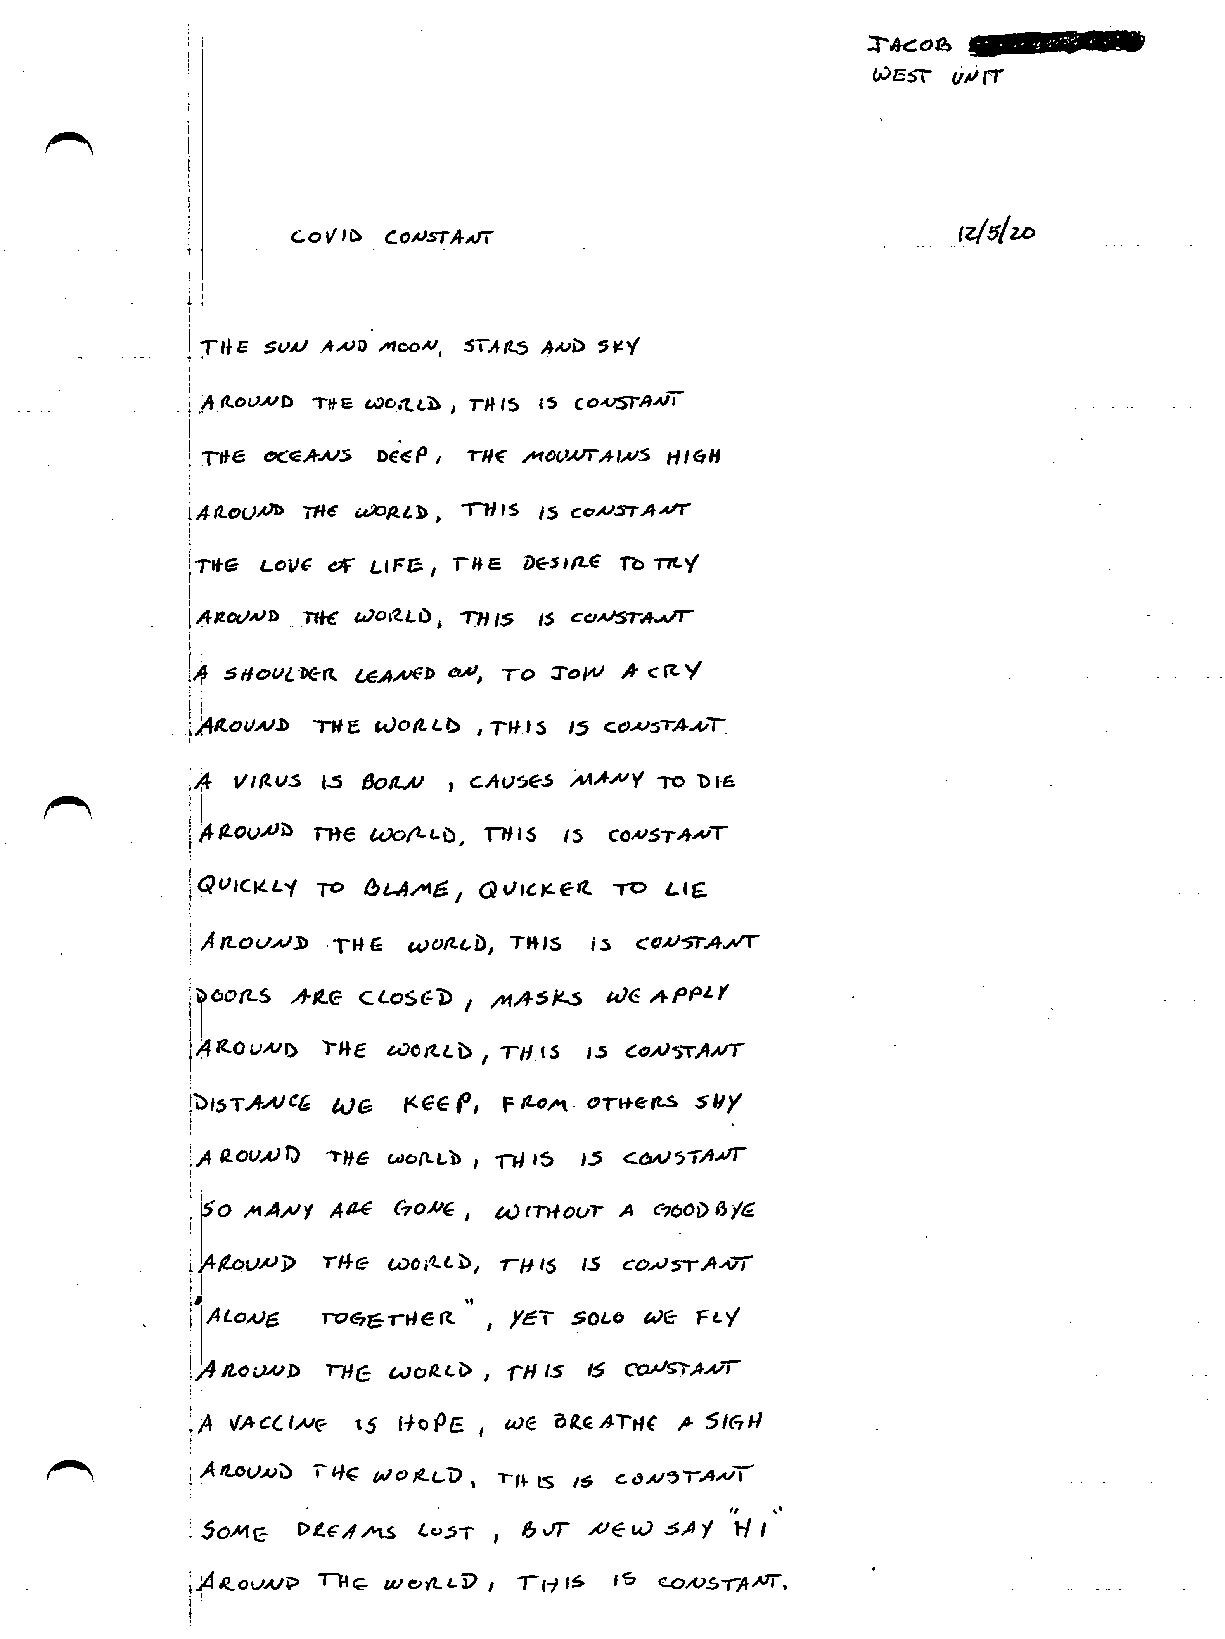 JACOB
WEST UNIT
COVID CONSTANT 12/5/20
THE SUN AND MOON, STARS AND SKY
AROUND THE WORLD, THIS IS CONSTANT
THE OCEANS DEEP, THE MOUNTAINS HIGH
AROUND THE WORLD, THIS IS CONSTANT
THE LOVE OF LIFE, THE DESIRE TO TRY
AROUND THE WORLD, THIS IS CONSTANT
A SHOULDER LEANED ON, TO JOIN A CRY
AROUND THE WORLD, THIS IS CONSTANT
A VIRUS IS BORN, CAUSES MANY TO DIE
AROUND THE WORLD, THIS IS CONSTANT
QUICKLY TO BLAME, QUICKER TO LIE
AROUND THE WORLD, THIS IS CONSTANT
DOORS ARE CLOSED, MASKS WE APPLY
AROUND THE WORLD, THIS IS CONSTANT
DISTANCE WE KEEP, FROM OTHERS SHY
AROUND THE WORLD, THIS IS CONSTANT
SO MANY ARE GONE, WITHOUT A GOODBYE
AROUND THE WORLD, THIS IS CONSTANT
"ALONE TOGETHER", YET SOLO WE FLY
AROUND THE WORLD, THIS IS CONSTANT
A VACCINE IS HOPE, WE BREATHE A SIGH
AROUND THE WORLD, THIS IS CONSTANT
SOME DREAMS LOST, BUT NEW SAY "HI"
AROUND THE WORLD, THIS IS CONSTANT.